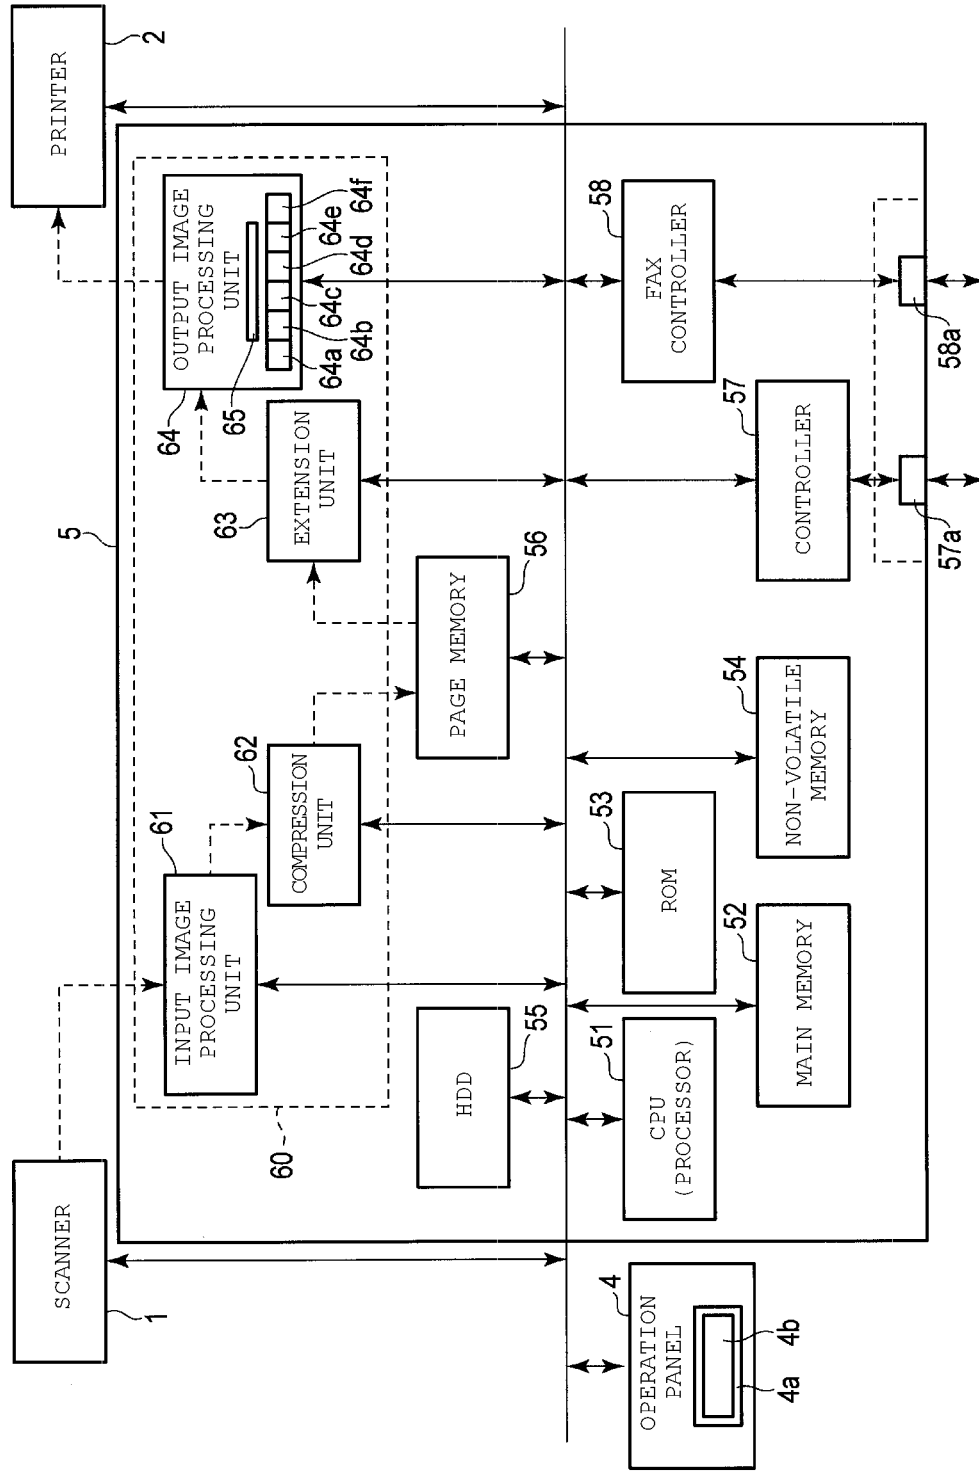 SCANNER
1
PRINTER
2
5
60
INPUT IMAGE
PROCESSING
UNIT
61
COMPRESSION
UNIT
62
EXTENSION
UNIT
63
OUTPUT IMAGE
PROCESSING
UNIT
64
65
64a
64b
64c
64d
64e
64f
HDD
55
PAGE MEMORY
56
OPERATION
PANEL
4
4a
4b
CPU
(PROCESSOR)
51
ROM
53
MAIN MEMORY
52
NON-VOLATILE
MEMORY
54
FAX
CONTROLLER
58
CONTROLLER
57
57a
58a